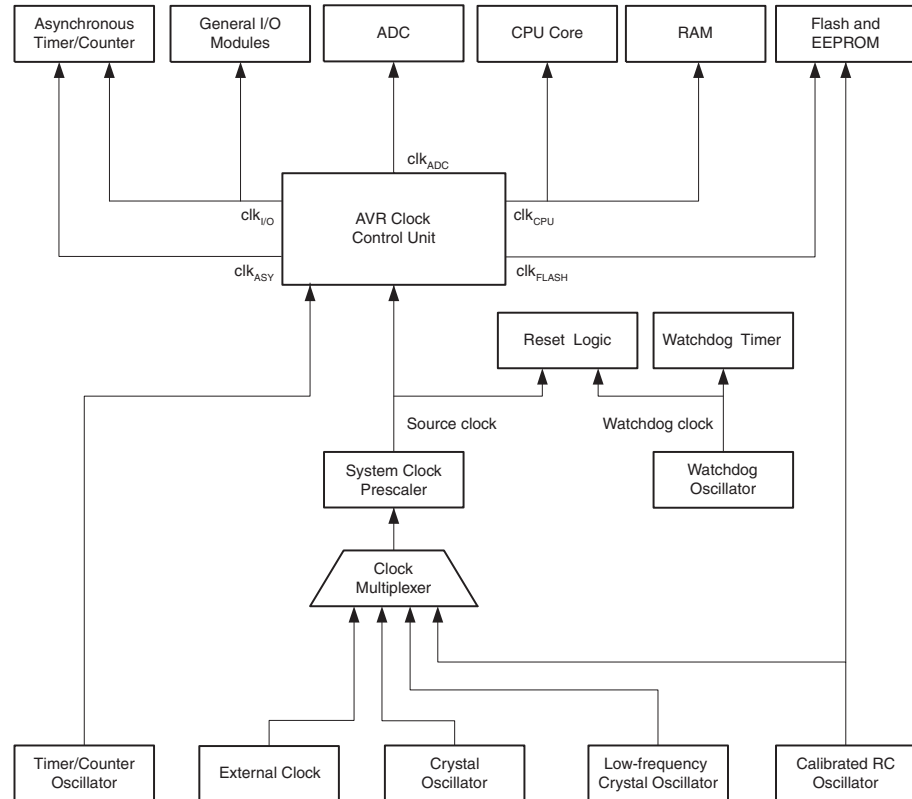 Asynchronous
Timer/Counter
General I/O
Modules
ADC
CPU Core
RAM
Flash and
EEPROM
clkADC
clkI/O
AVR Clock
Control Unit
clkCPU
clkASY
clkFLASH
Reset Logic
Watchdog Timer
Source clock
Watchdog clock
System Clock
Prescaler
Watchdog
Oscillator
Clock
Multiplexer
Timer/Counter
Oscillator
External Clock
Crystal
Oscillator
Low-frequency
Crystal Oscillator
Calibrated RC
Oscillator